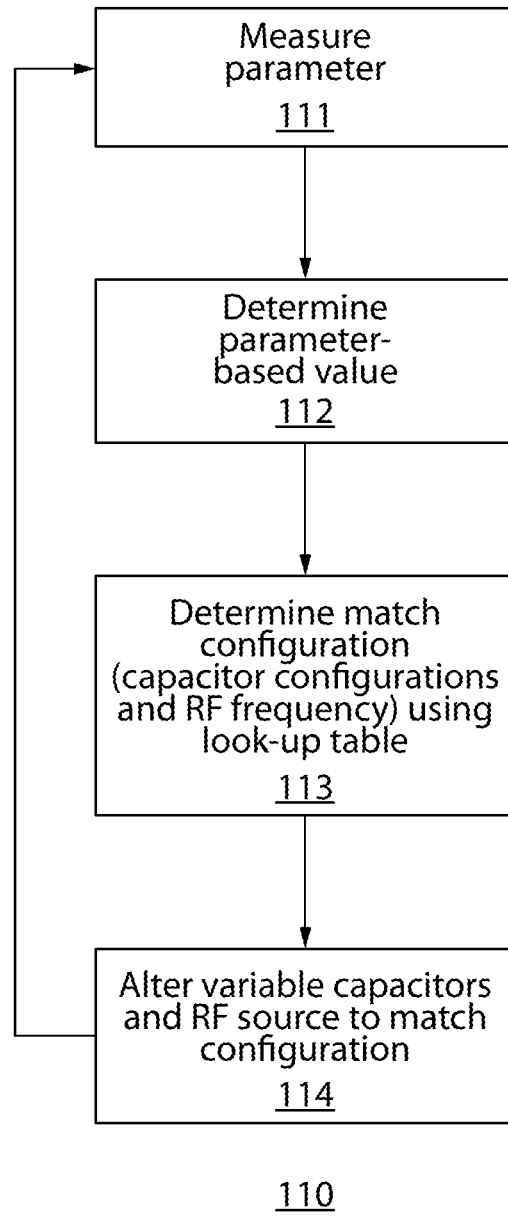 Measure
parameter
111
Determine
parameter-
based value
112
Determine match
configuration
(capacitor configurations
and RF frequency) using
look-up table
113
Alter variable capacitors
and RF source to match
configuration
114
110